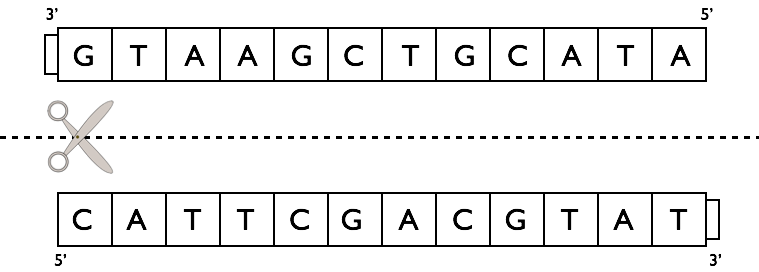 3’ 5’
G T A A G C T G C A T A
C A T T C G A C G T A T
5’ 3’